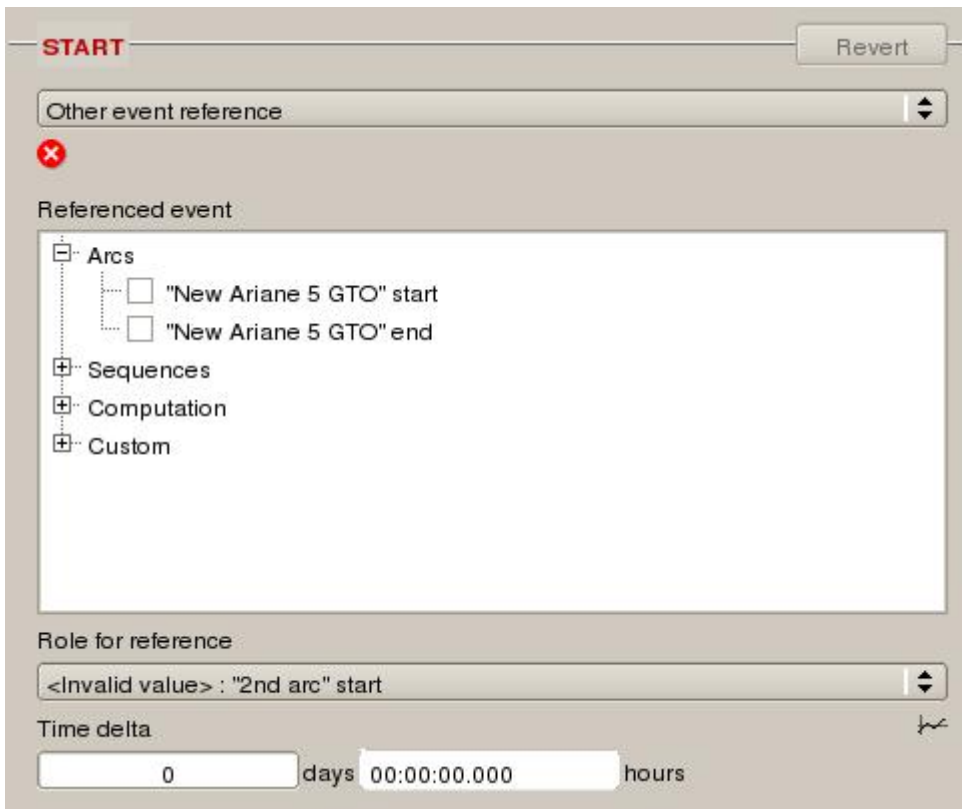 START Revert
Other event reference
Referenced event
Arcs
"New Ariane 5 GTO" start
"New Ariane 5 GTO" end
Sequences
Computation
Custom
Role for reference
<Invalid value> : "2nd arc" start
Time delta
0 days 00:00:00.000 hours